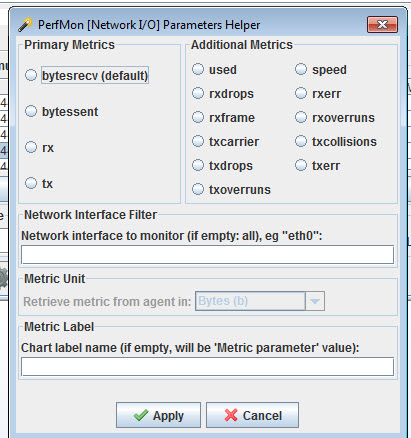 PerfMon [Network I/O] Parameters Helper
Primary Metrics
bytesrecv (default)
bytessent
rx
tx
Additional Metrics
used speed
rxdrops rxerr
rxframe rxoverruns
txcarrier txcollisions
txdrops txerr
txoverruns
Network Interface Filter
Network interface to monitor (if empty: all), eg "eth0":
Metric Unit
Retrieve metric from agent in: Bytes (b)
Metric Label
Chart label name (if empty, will be 'Metric parameter' value):
Apply Cancel